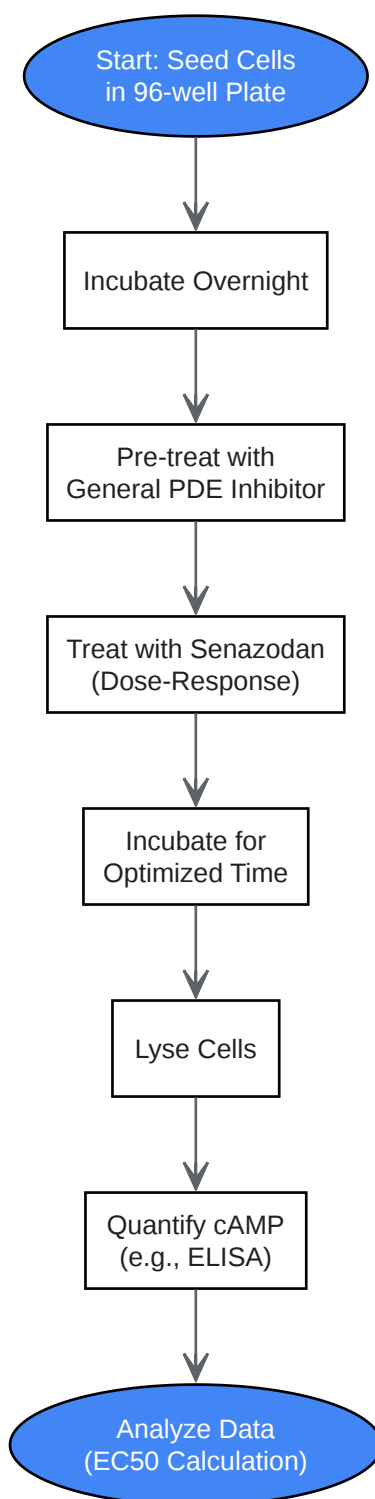 Start: Seed Cells
in 96-well Plate
Incubate Overnight
Pre-treat with
General PDE Inhibitor
Treat with Senazodan
(Dose-Response)
Incubate for
Optimized Time
Lyse Cells
Quantify cAMP
(e.g., ELISA)
Analyze Data
(EC50 Calculation)